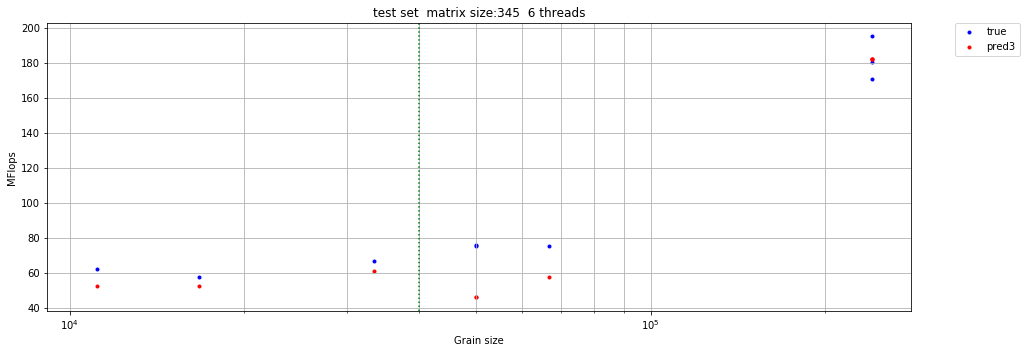 test set  matrix size:345  6 threads
true
pred3
MFlops
200
180
160
140
120
100
80
60
40
10⁴
10⁵
Grain size